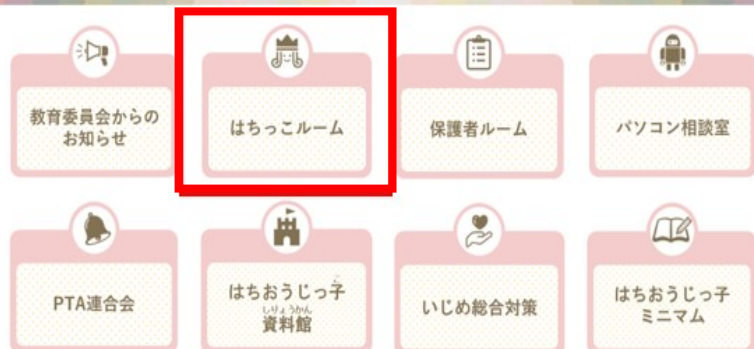 教育委員会からの
お知らせ
はちっこルーム
保護者ルーム
パソコン相談室
PTA連合会
はちおうじっ子
資料館
いじめ総合対策
はちおうじっ子
ミニマム
こ
しりょうかん